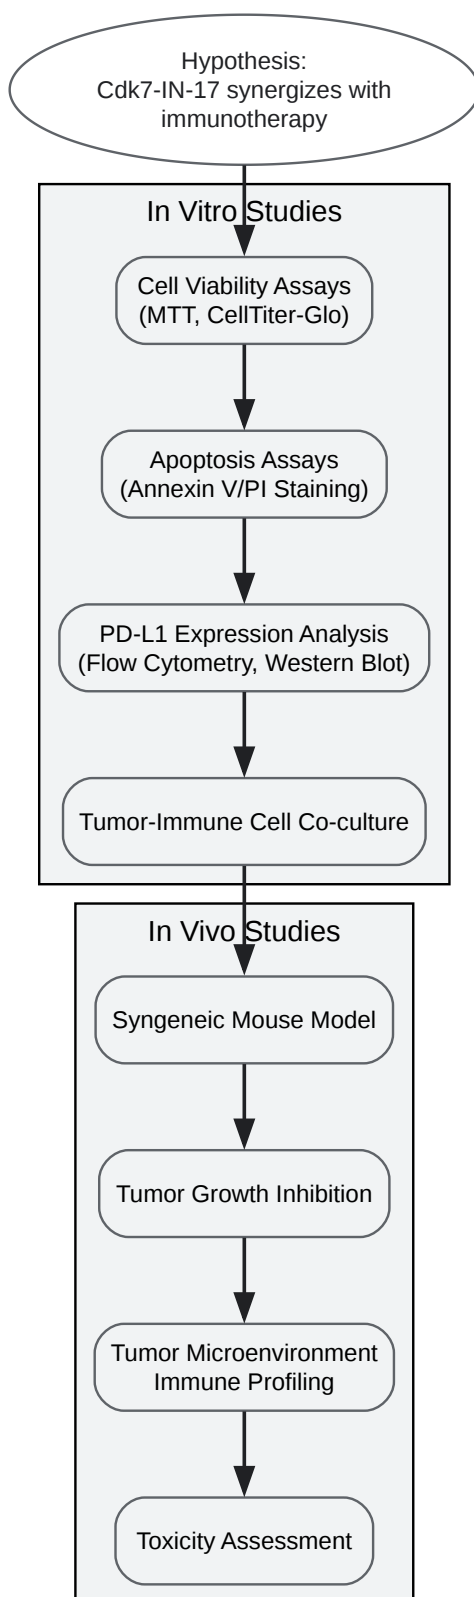 Hypothesis:
Cdk7-IN-17 synergizes with
immunotherapy
In Vitro Studies
Cell Viability Assays
(MTT, CellTiter-Glo)
Apoptosis Assays
(Annexin V/PI Staining)
PD-L1 Expression Analysis
(Flow Cytometry, Western Blot)
Tumor-Immune Cell Co-culture
In Vivo Studies
Syngeneic Mouse Model
Tumor Growth Inhibition
Tumor Microenvironment
Immune Profiling
Toxicity Assessment